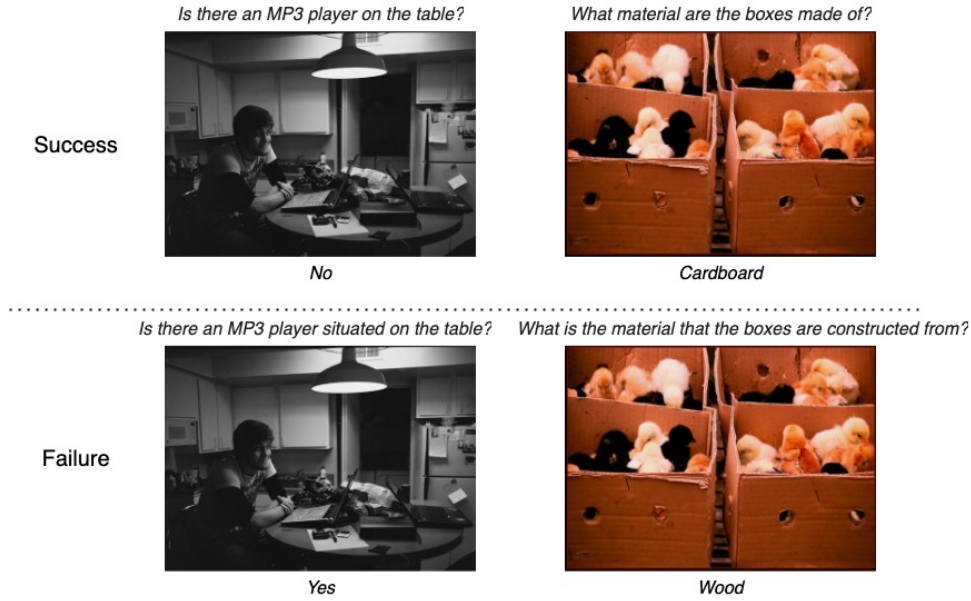 Is there an MP3 player on the table?
What material are the boxes made of?
Success
No
Cardboard
Is there an MP3 player situated on the table?
What is the material that the boxes are constructed from?
Failure
Yes
Wood